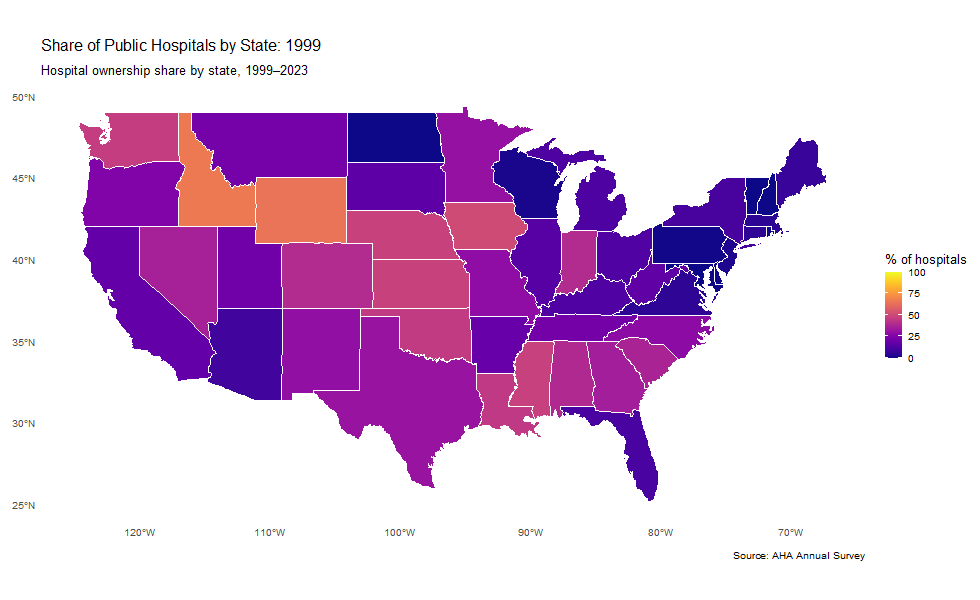 Share of Public Hospitals by State: 1999
Hospital ownership share by state, 1999–2023
50°N
45°N
40°N
35°N
30°N
25°N
120°W
110°W
100°W
90°W
80°W
70°W
% of hospitals
100
75
50
25
0
Source: AHA Annual Survey